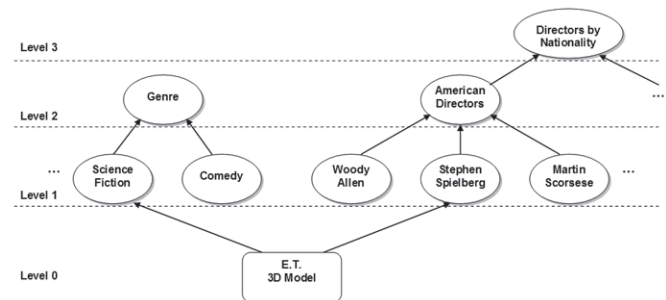 Level 3
Directors by
Nationality
Level 2
Genre
American
Directors
...
...
Science
Fiction
Comedy
Woody
Allen
Stephen
Spielberg
Martin
Scorsese
...
Level 1
Level 0
E.T.
3D Model